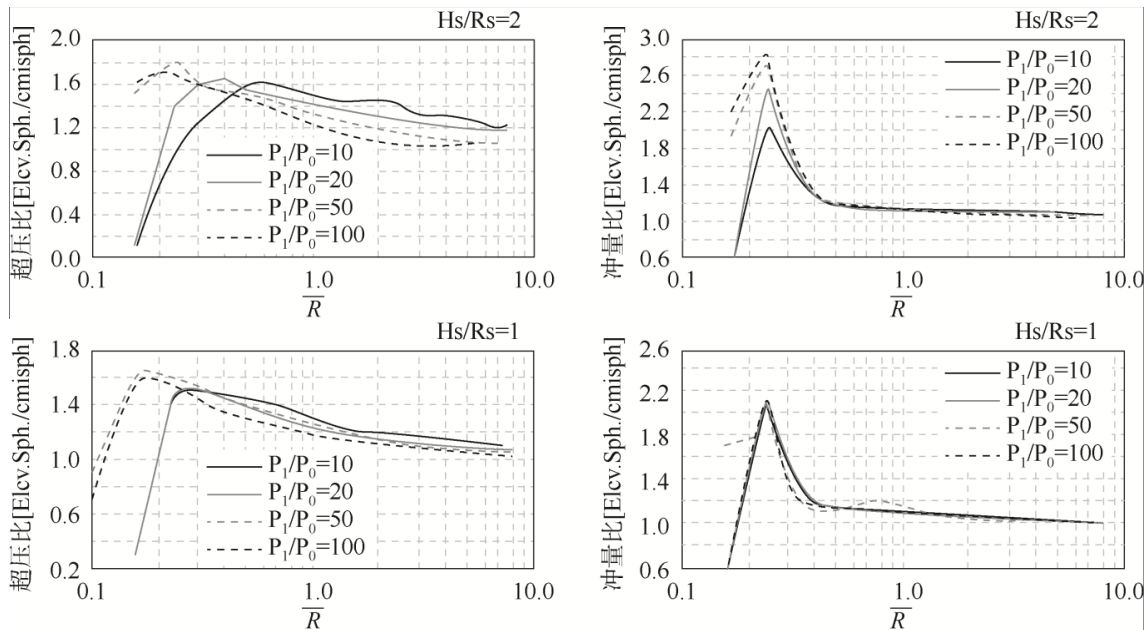 Hs/Rs=2
超压比[Elcv.Sph./cmisph]
2.0
1.6
1.2
0.8
0.4
0.0
P1/P0=10
P1/P0=20
P1/P0=50
P1/P0=100
0.1
1.0
10.0
R
Hs/Rs=2
冲量比[Elcv.Sph./cmisph]
3.0
2.6
2.2
1.8
1.4
1.0
0.6
P1/P0=10
P1/P0=20
P1/P0=50
P1/P0=100
0.1
1.0
10.0
R
Hs/Rs=1
超压比[Elcv.Sph./cmisph]
1.8
1.4
1.0
0.6
0.2
P1/P0=10
P1/P0=20
P1/P0=50
P1/P0=100
0.1
1.0
10.0
R
Hs/Rs=1
冲量比[Elcv.Sph./cmisph]
2.6
2.2
1.8
1.4
1.0
0.6
P1/P0=10
P1/P0=20
P1/P0=50
P1/P0=100
0.1
1.0
10.0
R